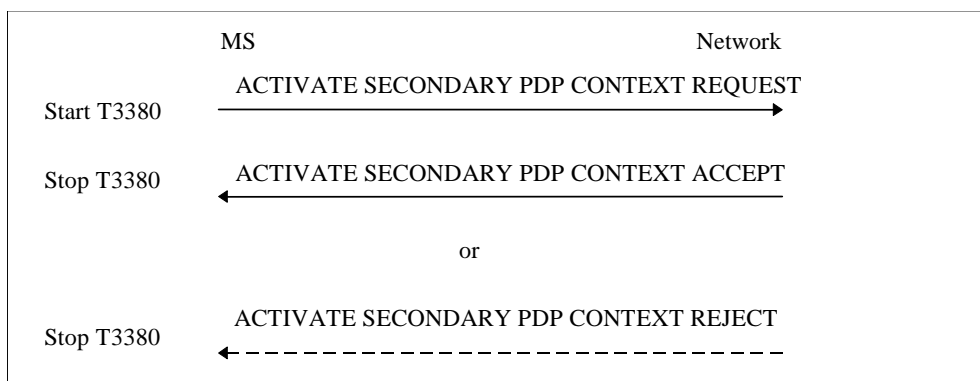 MS Network
ACTIVATE SECONDARY PDP CONTEXT REQUEST
Start T3380
ACTIVATE SECONDARY PDP CONTEXT ACCEPT
Stop T3380
or
ACTIVATE SECONDARY PDP CONTEXT REJECT
Stop T3380